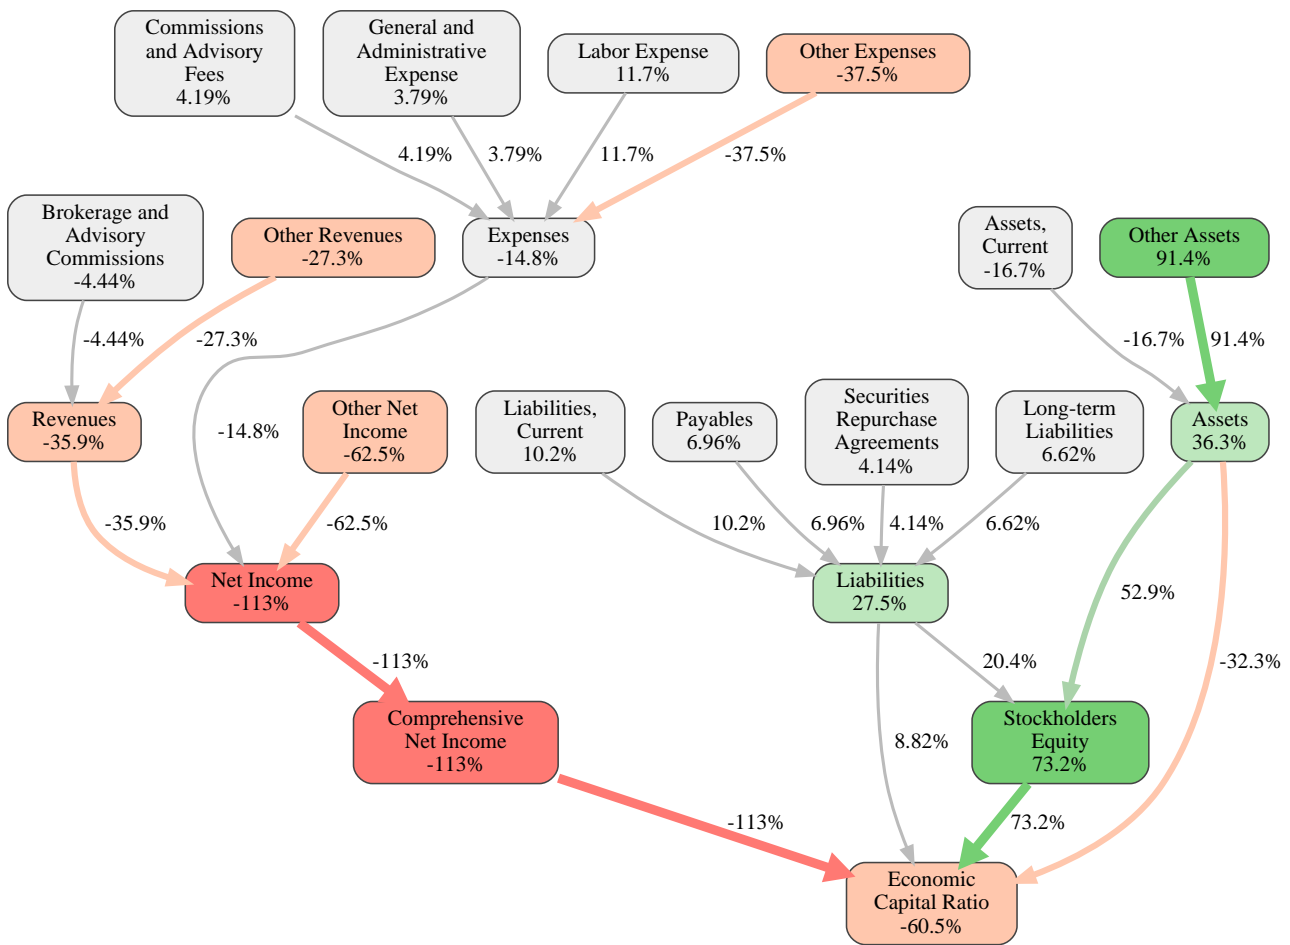 Commissions
and Advisory
Fees
4.19%
General and
Administrative
Expense
3.79%
Labor Expense
11.7%
Other Expenses
-37.5%
4.19%
3.79%
11.7%
-37.5%
Brokerage and
Advisory
Commissions
-4.44%
Other Revenues
-27.3%
Expenses
-14.8%
Assets,
Current
-16.7%
Other Assets
91.4%
-4.44%
-27.3%
-16.7%
91.4%
Revenues
-35.9%
-14.8%
Other Net
Income
-62.5%
Liabilities,
Current
10.2%
Payables
6.96%
Securities
Repurchase
Agreements
4.14%
Long-term
Liabilities
6.62%
Assets
36.3%
-35.9%
-62.5%
10.2%
6.96%
4.14%
6.62%
Net Income
-113%
Liabilities
27.5%
52.9%
-113%
20.4%
-32.3%
Comprehensive
Net Income
-113%
8.82%
Stockholders
Equity
73.2%
-113%
73.2%
Economic
Capital Ratio
-60.5%